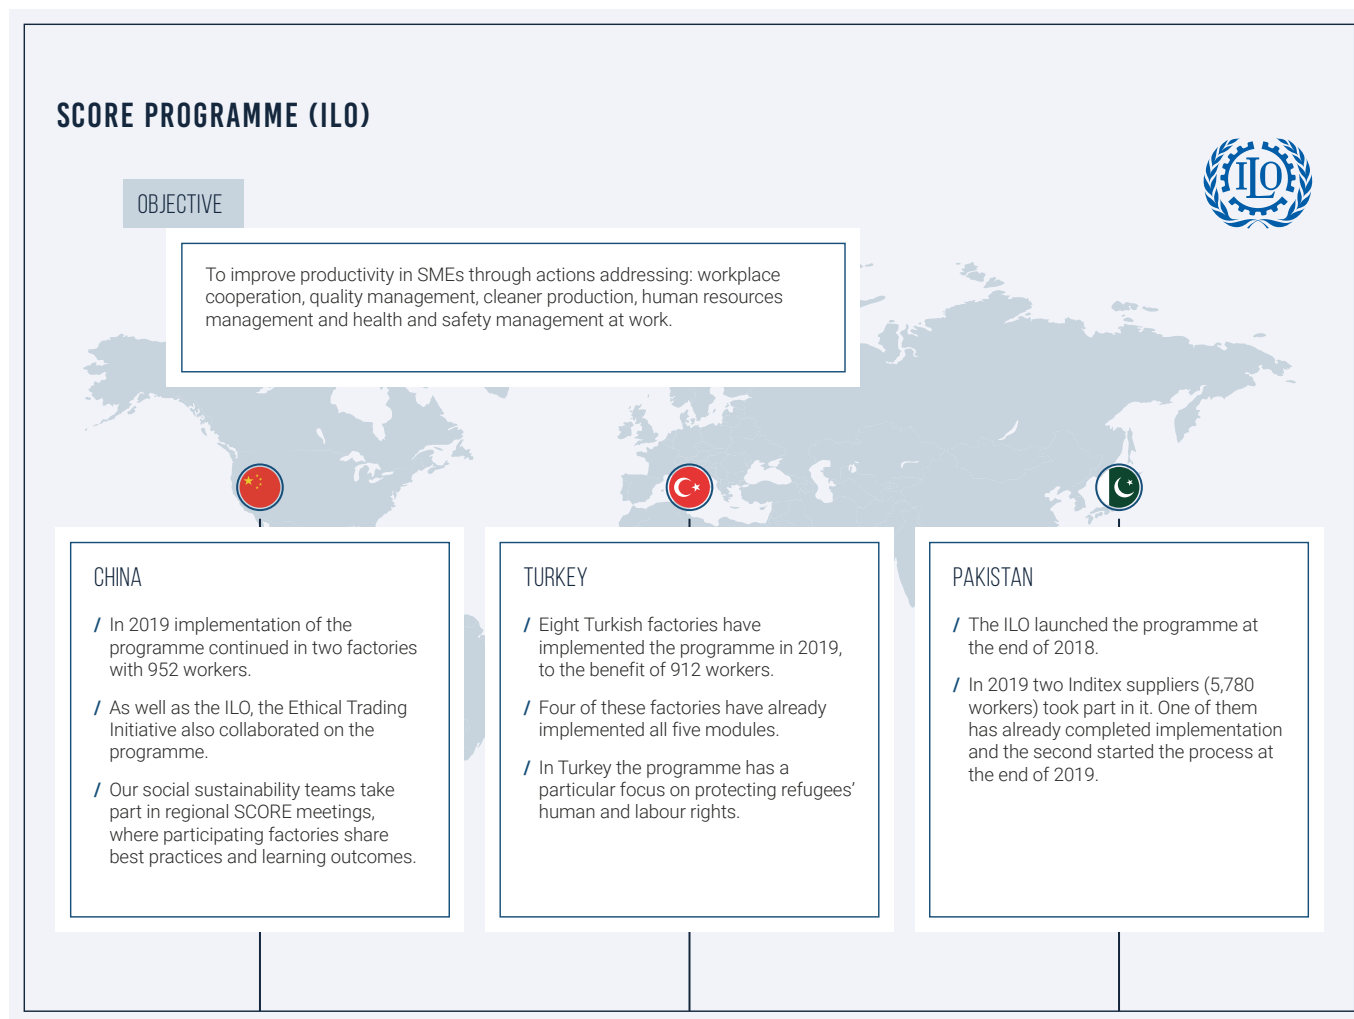 SCORE PROGRAMME (ILO)
ILO
OBJECTIVE
To improve productivity in SMEs through actions addressing: workplace
cooperation, quality management, cleaner production, human resources
management and health and safety management at work.
CHINA
/ In 2019 implementation of the
programme continued in two factories
with 952 workers.
/ As well as the ILO, the Ethical Trading
Initiative also collaborated on the
programme.
/ Our social sustainability teams take
part in regional SCORE meetings,
where participating factories share
best practices and learning outcomes.
TURKEY
/ Eight Turkish factories have
implemented the programme in 2019,
to the benefit of 912 workers.
/ Four of these factories have already
implemented all five modules.
/ In Turkey the programme has a
particular focus on protecting refugees’
human and labour rights.
PAKISTAN
/ The ILO launched the programme at
the end of 2018.
/ In 2019 two Inditex suppliers (5,780
workers) took part in it. One of them
has already completed implementation
and the second started the process at
the end of 2019.